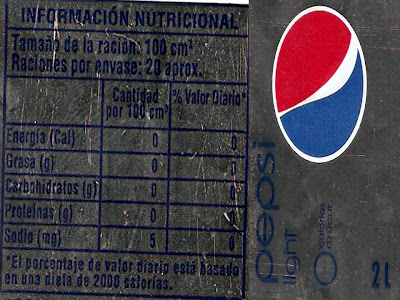 INFORMACIÓN NUTRICIONAL
Tamaño de la ración: 100 cm³
Raciones por envase: 20 aprox.
Cantidad por 100 cm³ % Valor Diario*
Energía (Cal) 0 0
Grasa (g) 0 0
Carbohidratos (g) 0 0
Proteínas (g) 0 0
Sodio (mg) 5 0
*El porcentaje de valor diario está basado
en una dieta de 2000 calorías.
pepsi
light
0 calorías
azúcar
2L